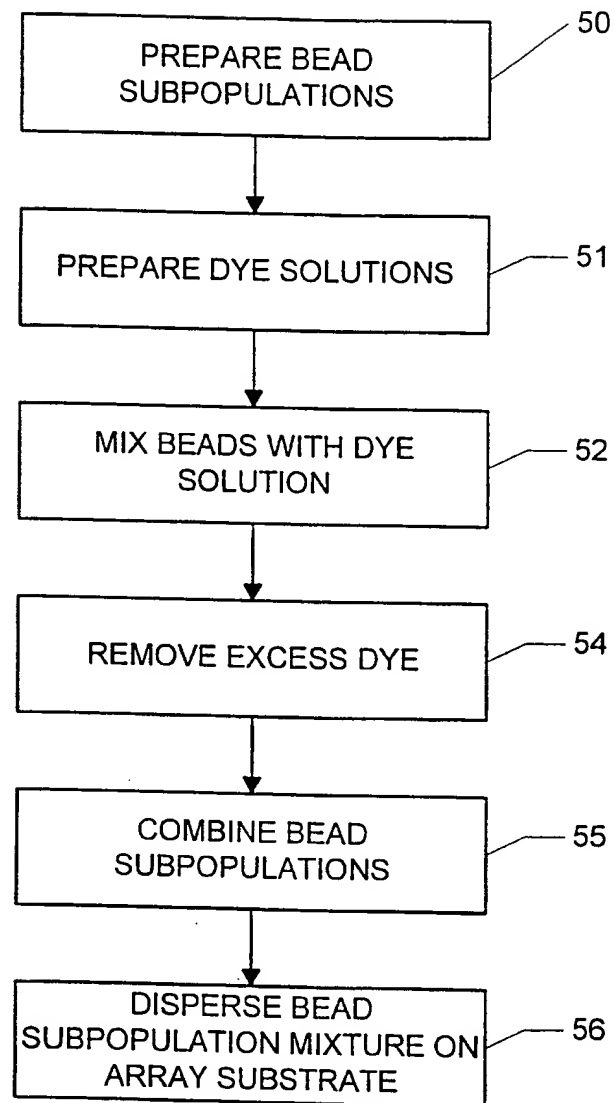 PREPARE BEAD
SUBPOPULATIONS
50
PREPARE DYE SOLUTIONS
51
MIX BEADS WITH DYE
SOLUTION
52
REMOVE EXCESS DYE
54
COMBINE BEAD
SUBPOPULATIONS
55
DISPERSE BEAD
SUBPOPULATION MIXTURE ON
ARRAY SUBSTRATE
56